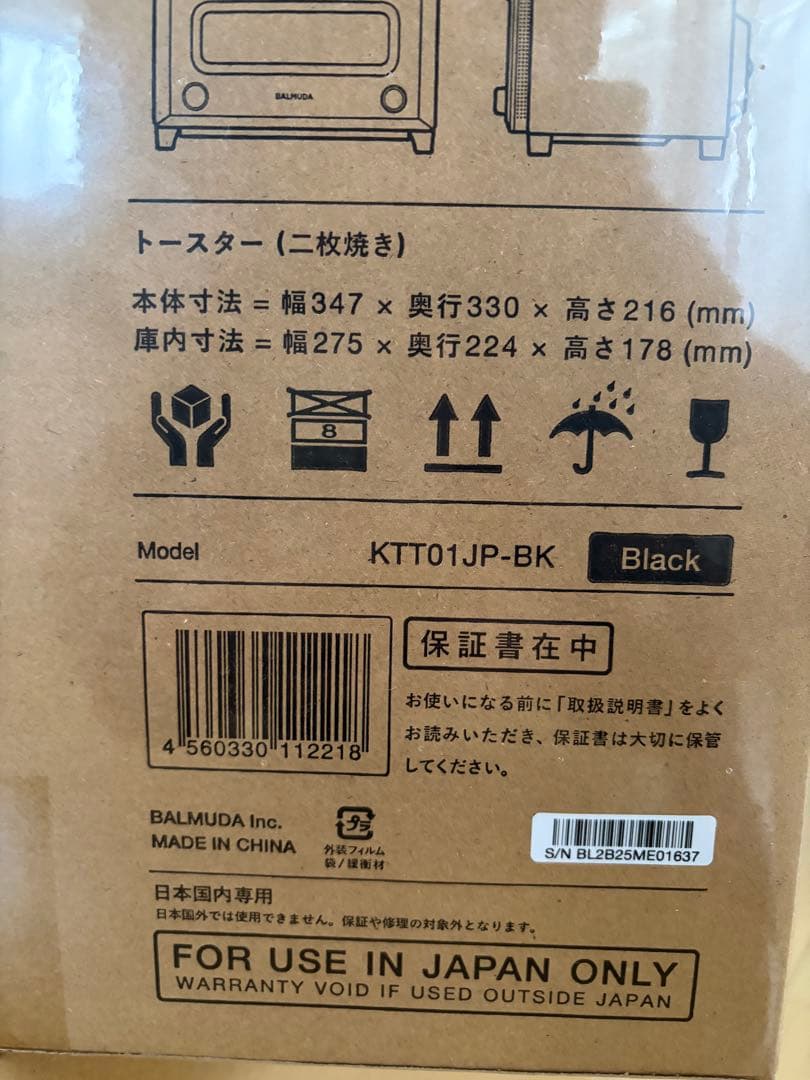 BALMUDA
トースター (二枚焼き)
本体寸法 = 幅347 × 奥行330 × 高さ216 (mm)
庫内寸法 = 幅275 × 奥行224 × 高さ178 (mm)
8
Model KTT01JP-BK Black
保証書在中
お使いになる前に「取扱説明書」をよく
お読みいただき、保証書は大切に保管
してください。
4 560330 112218
BALMUDA Inc.
MADE IN CHINA
プラ
外装フィルム
袋/緩衝材
S/N BL2B25ME01637
日本国内専用
日本国外では使用できません。保証や修理の対象外となります。
FOR USE IN JAPAN ONLY
WARRANTY VOID IF USED OUTSIDE JAPAN